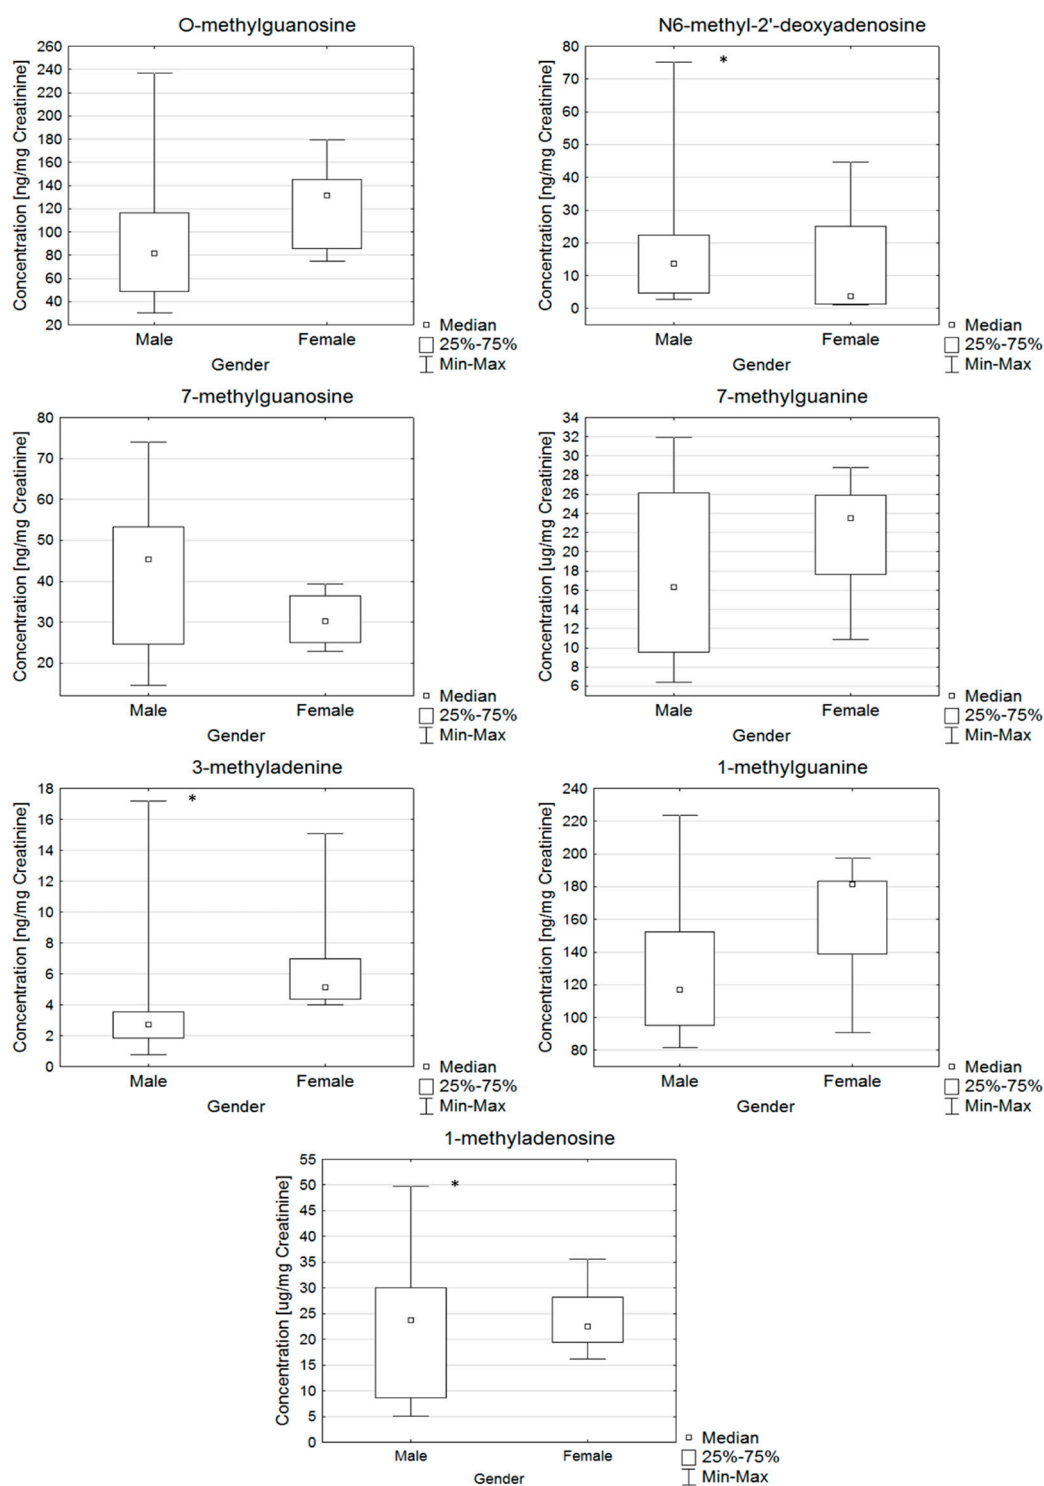 O-methylguanosine
Concentration [ng/mg Creatinine]
260
240
220
200
180
160
140
120
100
80
60
40
20
Male Female
Gender
Median
25%-75%
Min-Max
N6-methyl-2'-deoxyadenosine
Concentration [ng/mg Creatinine]
80
70
60
50
40
30
20
10
0
*
Male Female
Gender
Median
25%-75%
Min-Max
7-methylguanosine
Concentration [ng/mg Creatinine]
80
70
60
50
40
30
20
Male Female
Gender
Median
25%-75%
Min-Max
7-methylguanine
Concentration [ug/mg Creatinine]
34
32
30
28
26
24
22
20
18
16
14
12
10
8
6
Male Female
Gender
Median
25%-75%
Min-Max
3-methyladenine
Concentration [ng/mg Creatinine]
18
16
14
12
10
8
6
4
2
0
*
Male Female
Gender
Median
25%-75%
Min-Max
1-methylguanine
Concentration [ng/mg Creatinine]
240
220
200
180
160
140
120
100
80
Male Female
Gender
Median
25%-75%
Min-Max
1-methyladenosine
Concentration [ug/mg Creatinine]
55
50
45
40
35
30
25
20
15
10
5
0
*
Male Female
Gender
Median
25%-75%
Min-Max